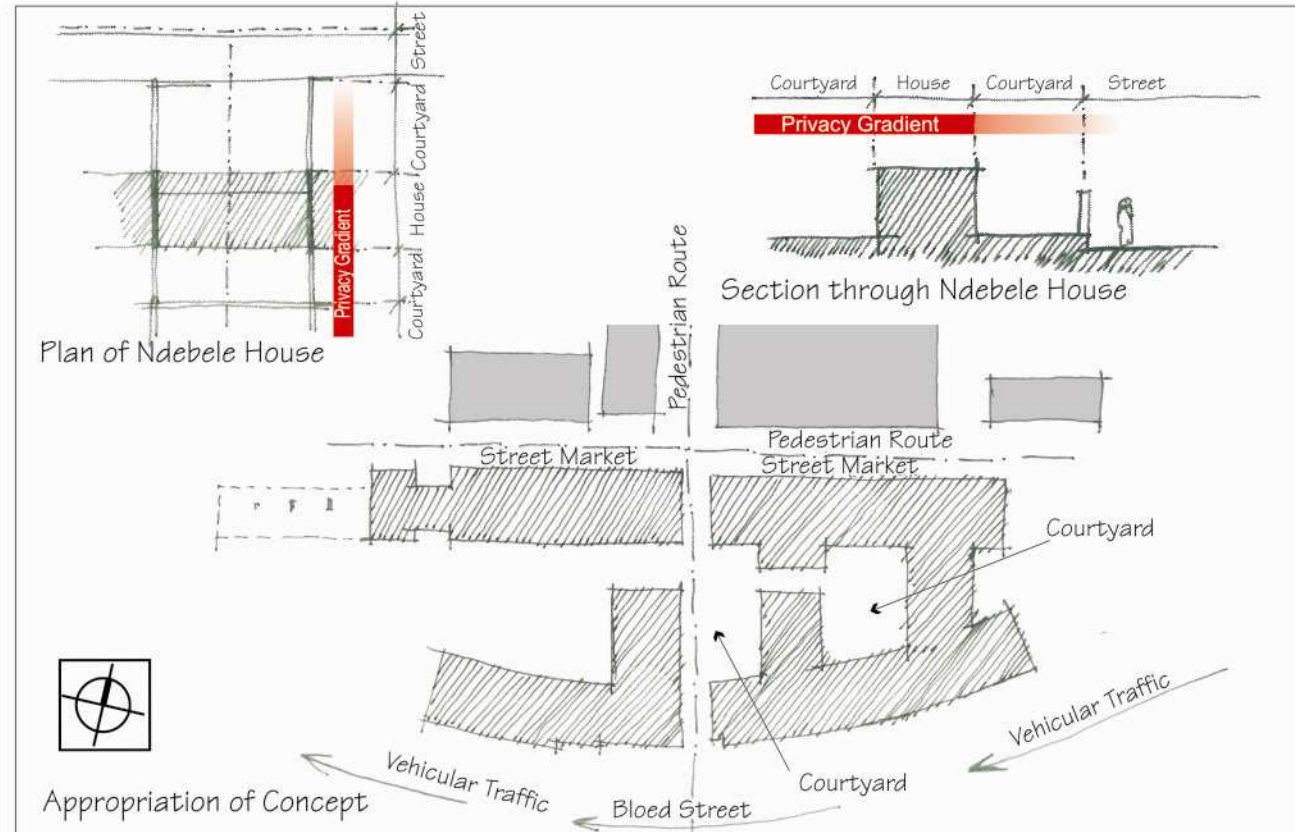 Street
Courtyard
House
Courtyard
Privacy Gradient
Plan of Ndebele House
Courtyard House Courtyard Street
Privacy Gradient
Section through Ndebele House
Pedestrian Route
Pedestrian Route
Street Market
Street Market
Courtyard
Courtyard
Vehicular Traffic
Vehicular Traffic
Bloed Street
Appropriation of Concept